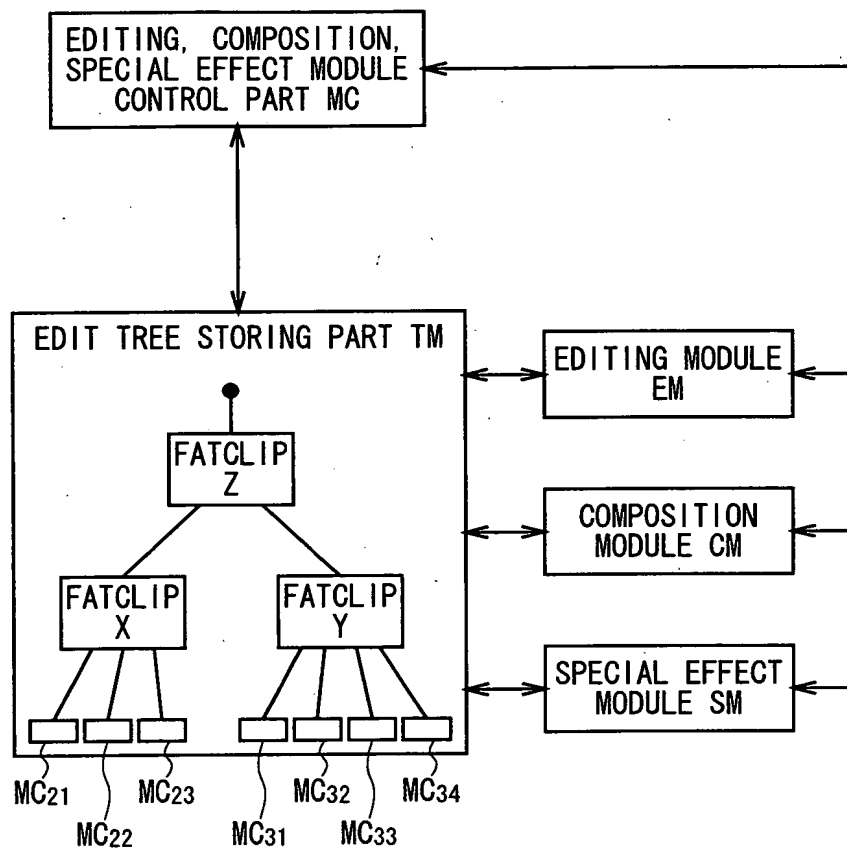 EDITING, COMPOSITION,
SPECIAL EFFECT MODULE
CONTROL PART MC
EDIT TREE STORING PART TM
FATCLIP
Z
FATCLIP
X
FATCLIP
Y
EDITING MODULE
EM
COMPOSITION
MODULE CM
SPECIAL EFFECT
MODULE SM
MC21
MC22
MC23
MC31
MC32
MC33
MC34